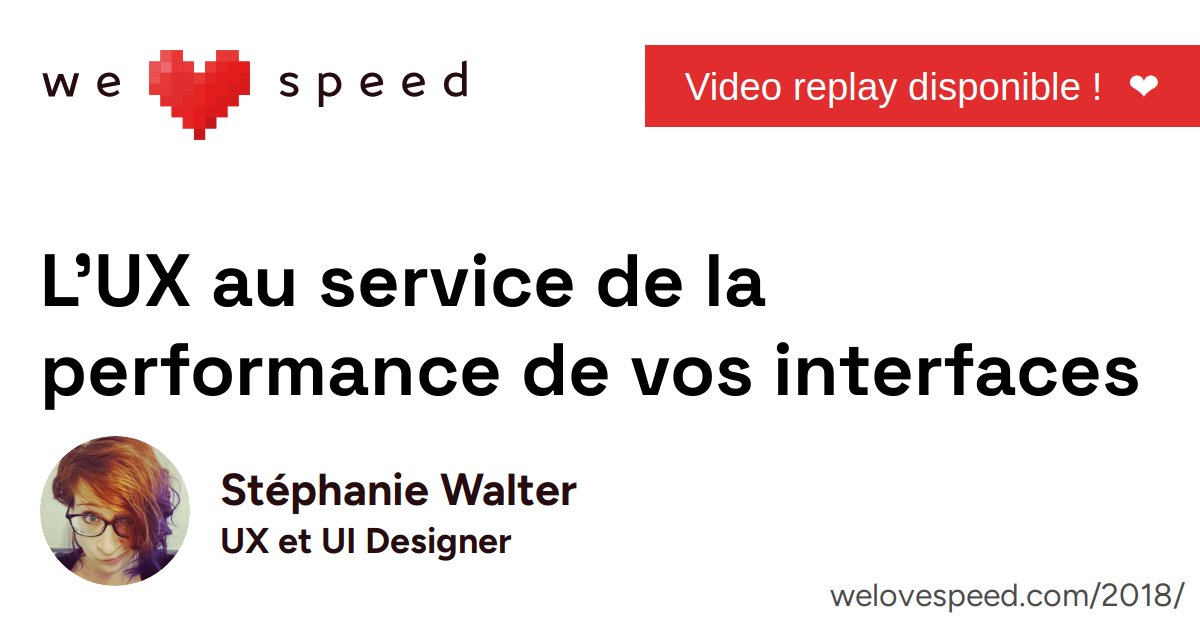 we speed
Video replay disponible ! ❤
L’UX au service de la
performance de vos interfaces
Stéphanie Walter
UX et UI Designer
welovespeed.com/2018/